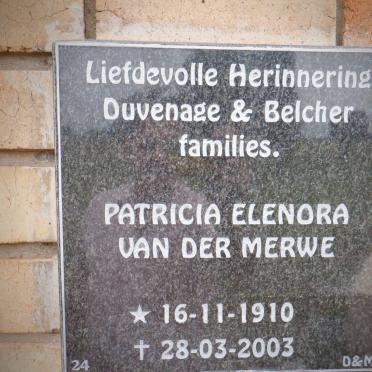 Liefdevolle Herinnering
Duvenage & Belcher
families.
PATRICIA ELENORA
VAN DER MERWE
★ 16-11-1910
† 28-03-2003
24 D&M